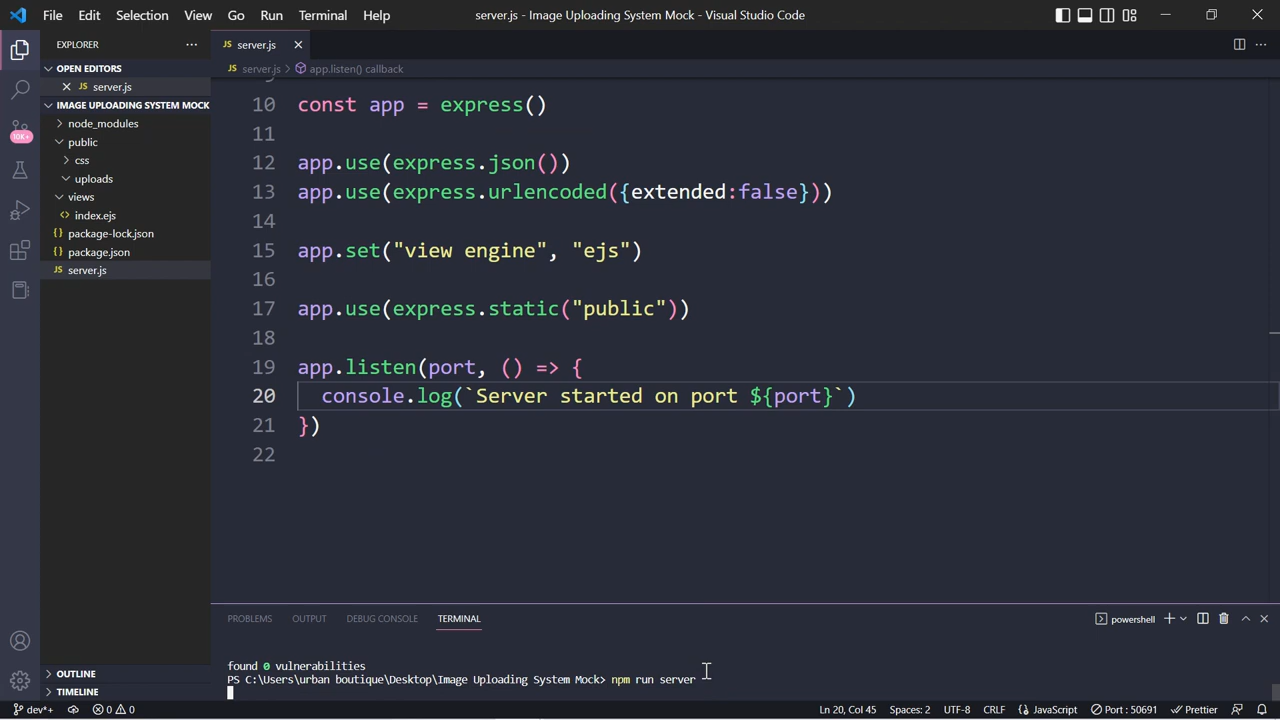 File Edit Selection View Go Run Terminal Help server.js - Image Uploading System Mock - Visual Studio Code
EXPLORER
OPEN EDITORS
JS server.js
IMAGE UPLOADING SYSTEM MOCK
node_modules
public
css
uploads
views
<> index.ejs
{} package-lock.json
{} package.json
JS server.js
OUTLINE
TIMELINE
10K+
JS server.js
JS server.js > app.listen() callback
10 const app = express()
11
12 app.use(express.json())
13 app.use(express.urlencoded({extended:false}))
14
15 app.set("view engine", "ejs")
16
17 app.use(express.static("public"))
18
19 app.listen(port, () => {
20 console.log(`Server started on port ${port}`)
21 })
22
PROBLEMS OUTPUT DEBUG CONSOLE TERMINAL powershell
found 0 vulnerabilities
PS C:\Users\urban boutique\Desktop\Image Uploading System Mock> npm run server
dev*+ 0 0 Ln 20, Col 45 Spaces: 2 UTF-8 CRLF {} JavaScript Port : 50691 Prettier